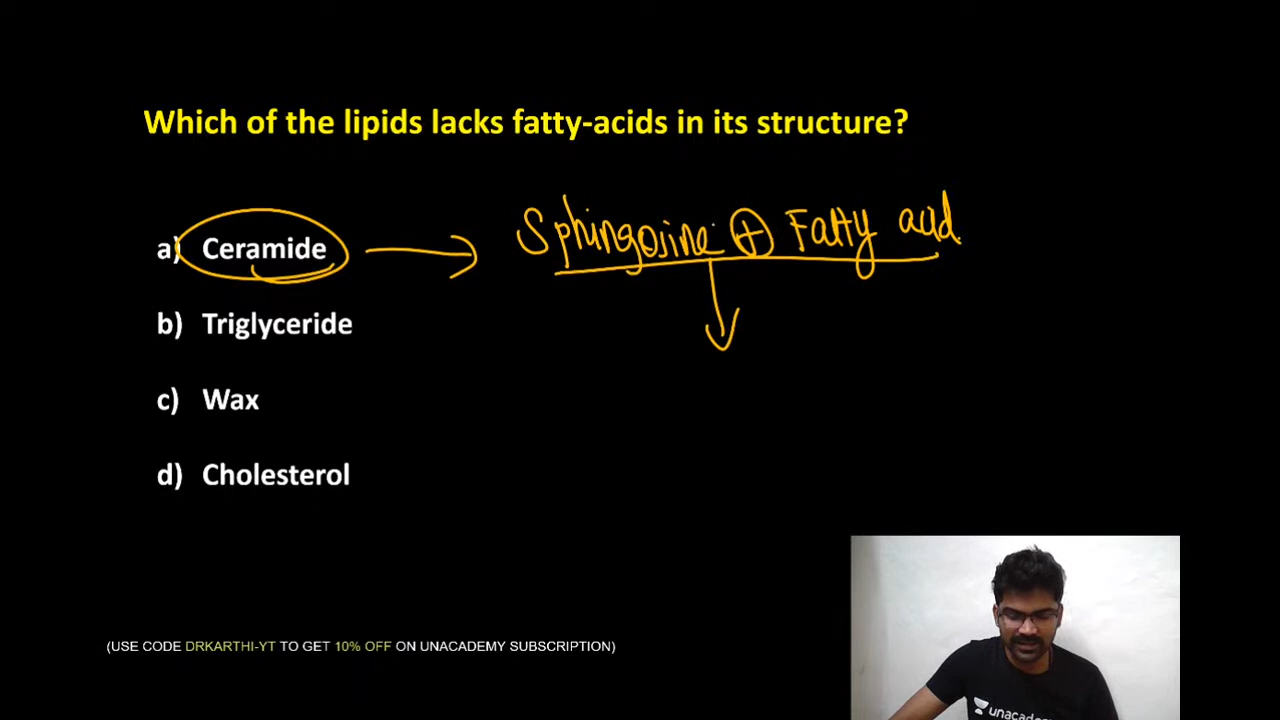 Which of the lipids lacks fatty-acids in its structure?
a) Ceramide
Sphingosine + Fatty acid
b) Triglyceride
c) Wax
d) Cholesterol
(USE CODE DRKARTHI-YT TO GET 10% OFF ON UNACADEMY SUBSCRIPTION)
unacademy